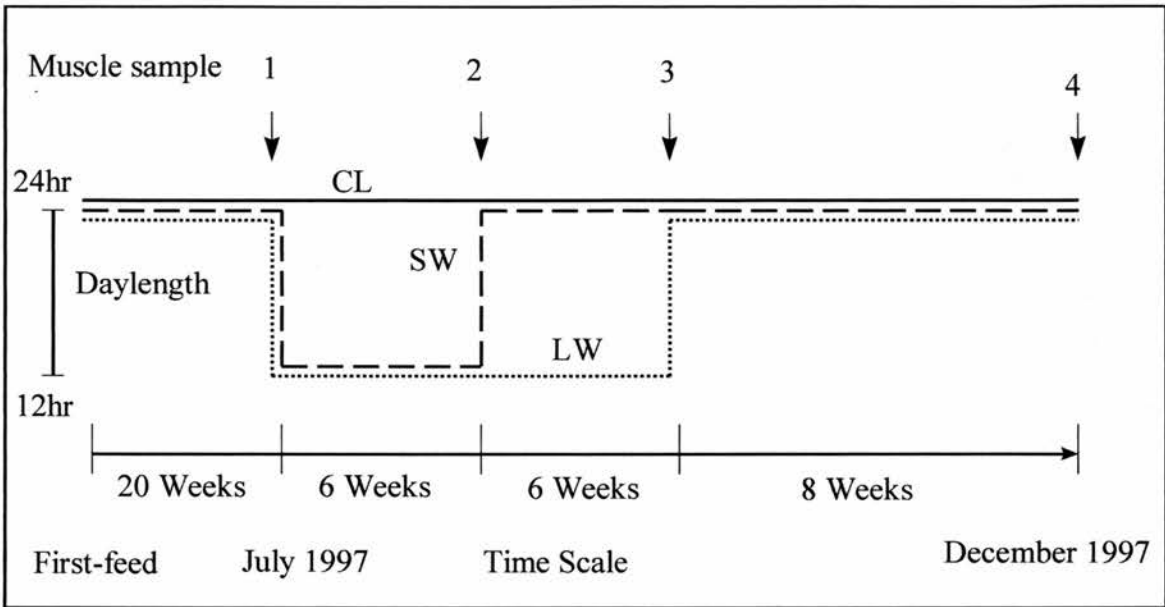 Muscle sample 1 2 3 4
24hr
CL
SW
Daylength
LW
12hr
20 Weeks 6 Weeks 6 Weeks 8 Weeks
First-feed July 1997 Time Scale December 1997